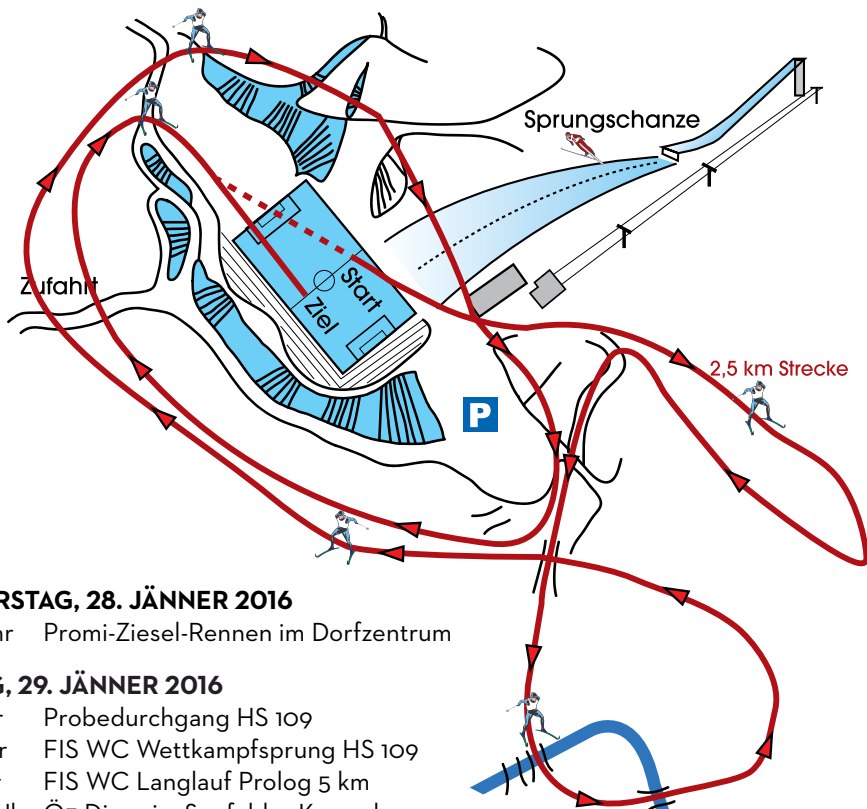 Sprungschanze
Zufahrt
Start
Ziel
2,5 km Strecke
P
RSTAG, 28. JÄNNER 2016
hr Promi-Ziesel-Rennen im Dorfzentrum
G, 29. JÄNNER 2016
r Probedurchgang HS 109
r FIS WC Wettkampfsprung HS 109
r FIS WC Langlauf Prolog 5 km